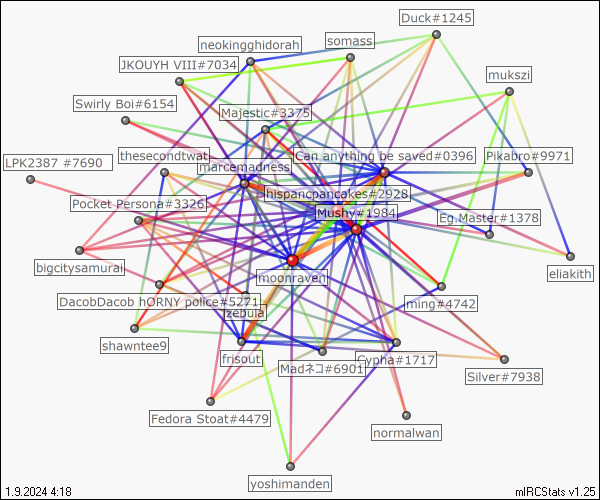 Duck#1245
neokingghidorah
somass
JKOUYH VIII#7034
mukszi
Swirly Boi#6154
Majestic#3375
LPK2387 #7690
thesecondtwat
marcemadness
Can anything be saved#0396
Pikabro#9971
hispancpancakes#2928
Pocket Persona#3326
Mushy#1984
Eg.Master#1378
bigcitysamurai
moonraven
eliakith
DacobDacob hORNY police#5271
ming#4742
zebula
shawntee9
frisout
Madネコ#6901
Cypha#1717
Silver#7938
Fedora Stoat#4479
normalwan
yoshimanden
1.9.2024 4:18
mIRCStats v1.25